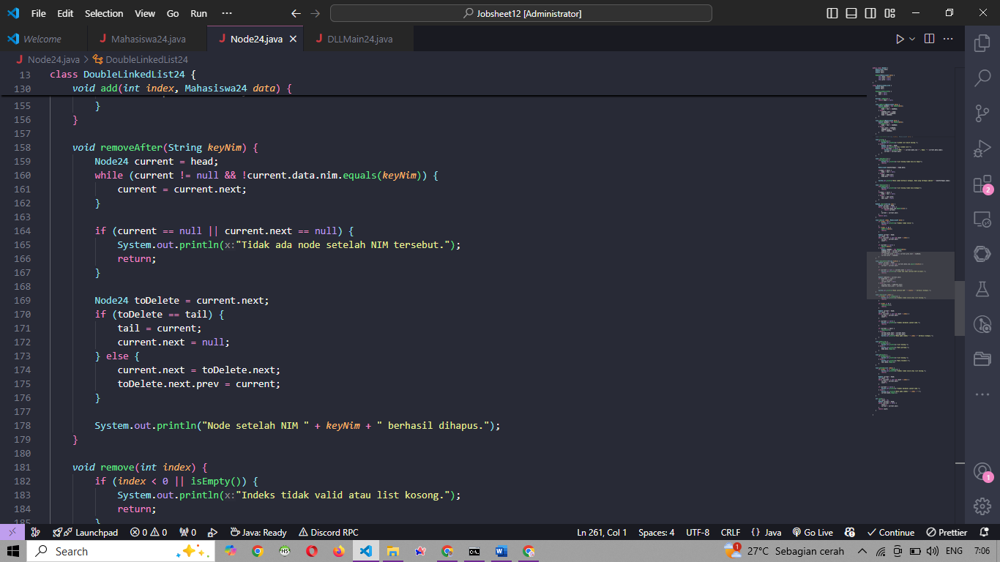 File Edit Selection View Go Run ··· Jobsheet12 [Administrator]
Welcome J Mahasiswa24.java J Node24.java J DLLMain24.java
J Node24.java > DoubleLinkedList24
13 class DoubleLinkedList24 {
130 void add(int index, Mahasiswa24 data) {
155 }
156 }
157
158 void removeAfter(String keyNim) {
159 Node24 current = head;
160 while (current != null && !current.data.nim.equals(keyNim)) {
161 current = current.next;
162 }
163
164 if (current == null || current.next == null) {
165 System.out.println(x:"Tidak ada node setelah NIM tersebut.");
166 return;
167 }
168
169 Node24 toDelete = current.next;
170 if (toDelete == tail) {
171 tail = current;
172 current.next = null;
173 } else {
174 current.next = toDelete.next;
175 toDelete.next.prev = current;
176 }
177
178 System.out.println("Node setelah NIM " + keyNim + " berhasil dihapus.");
179 }
180
181 void remove(int index) {
182 if (index < 0 || isEmpty()) {
183 System.out.println(x:"Indeks tidak valid atau list kosong.");
184 return;
185 }
2
1
Launchpad 0 0 0 Java: Ready Discord RPC Ln 261, Col 1 Spaces: 4 UTF-8 CRLF {} Java Go Live Continue Prettier
Search HS 1 27°C Sebagian cerah ENG 7:06